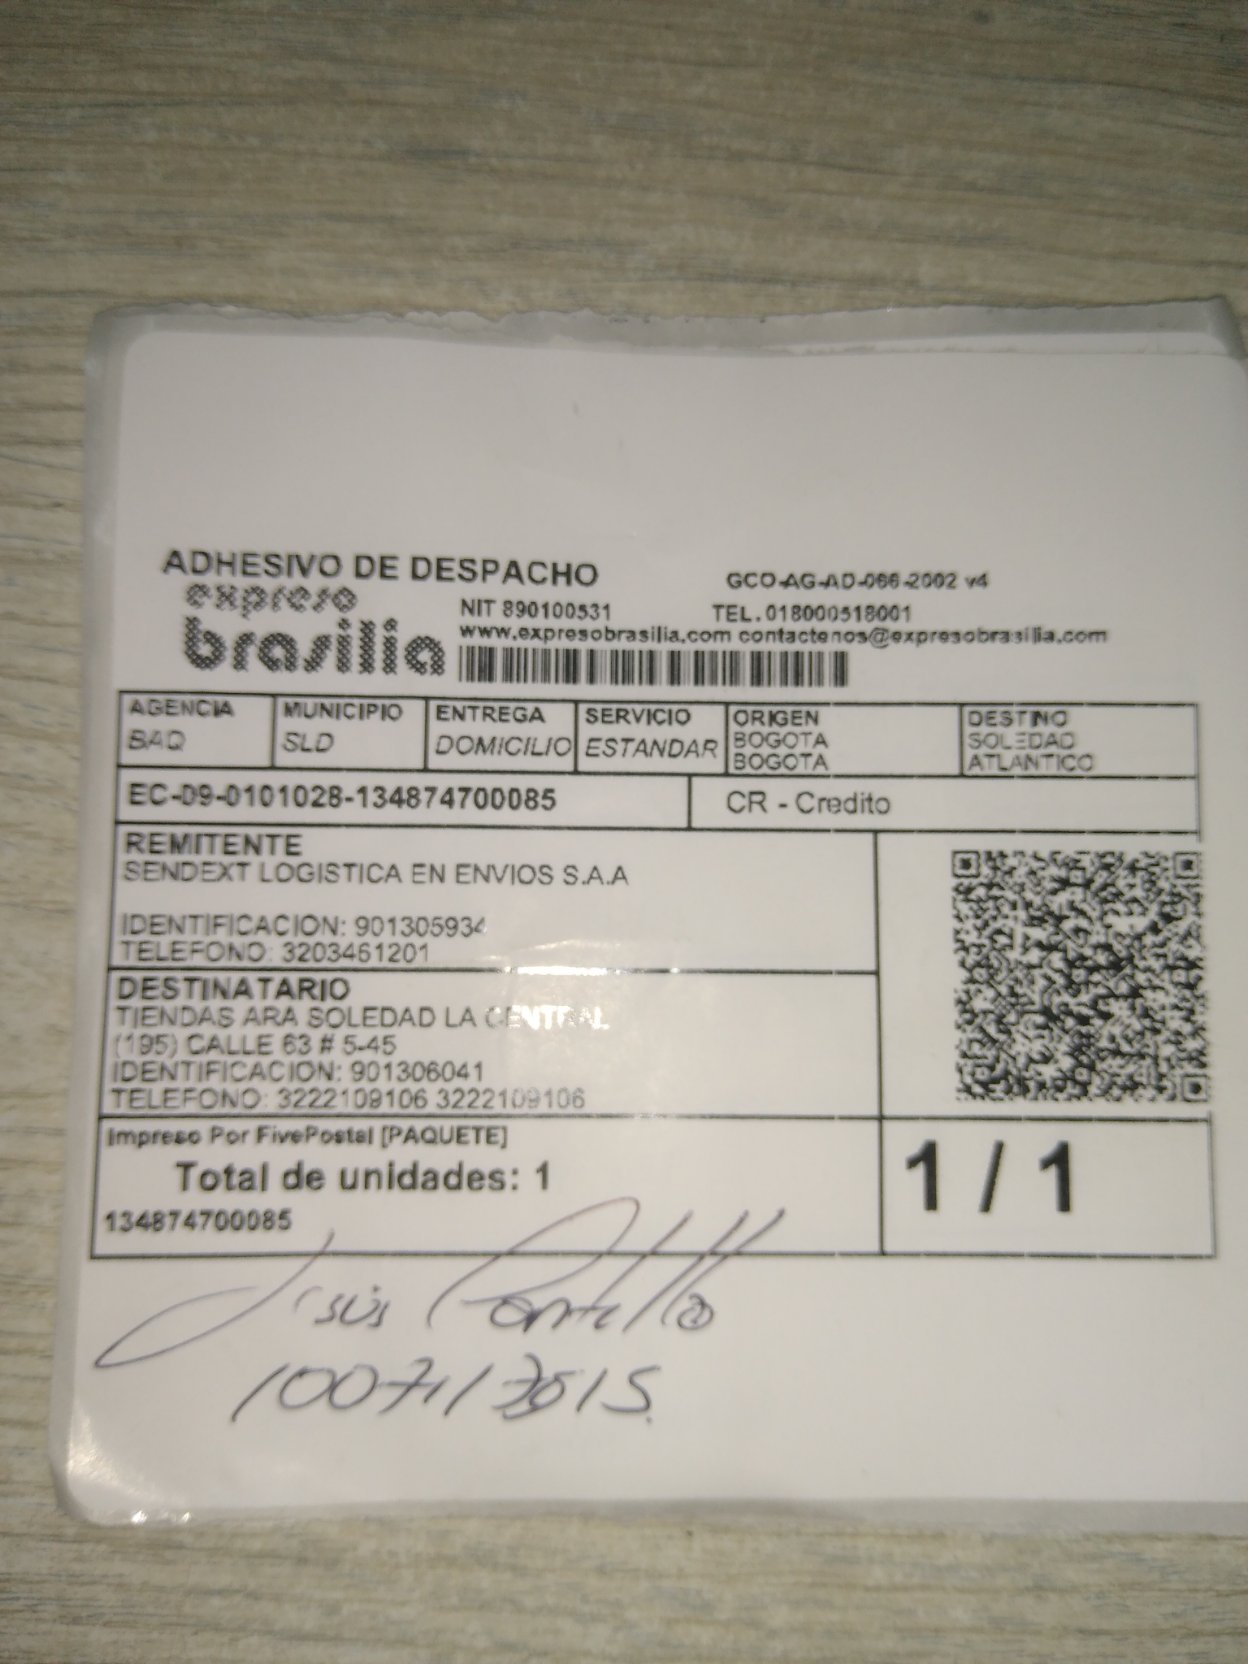 ADHESIVO DE DESPACHO
GCO-AG-AD-066-2002 v4
expreso
brasilia
NIT 890100531 TEL. 018000518001
www.expresobrasilia.com contactenos@expresobrasilia.com
AGENCIA MUNICIPIO ENTREGA SERVICIO ORIGEN DESTINO
BAQ SLD DOMICILIO ESTANDAR BOGOTA SOLEDAD
BOGOTA ATLANTICO
EC-09-0101028-134874700085 CR - Credito
REMITENTE
SENDEXT LOGISTICA EN ENVIOS S.A.A
IDENTIFICACION: 901305934
TELEFONO: 3203461201
DESTINATARIO
TIENDAS ARA SOLEDAD LA CENTRAL
(195) CALLE 63 # 5-45
IDENTIFICACION: 901306041
TELEFONO: 3222109106 3222109106
Impreso Por FivePostal [PAQUETE]
Total de unidades: 1
1 / 1
134874700085
Jesús